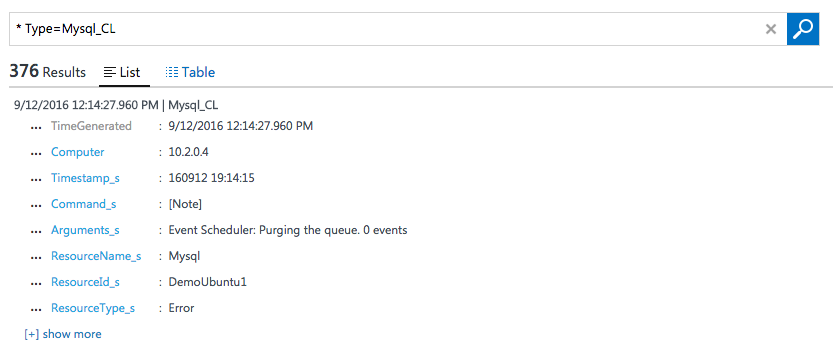 * Type=Mysql_CL
376 Results List Table
9/12/2016 12:14:27.960 PM | Mysql_CL
... TimeGenerated : 9/12/2016 12:14:27.960 PM
... Computer : 10.2.0.4
... Timestamp_s : 160912 19:14:15
... Command_s : [Note]
... Arguments_s : Event Scheduler: Purging the queue. 0 events
... ResourceName_s : Mysql
... ResourceId_s : DemoUbuntu1
... ResourceType_s : Error
[+] show more